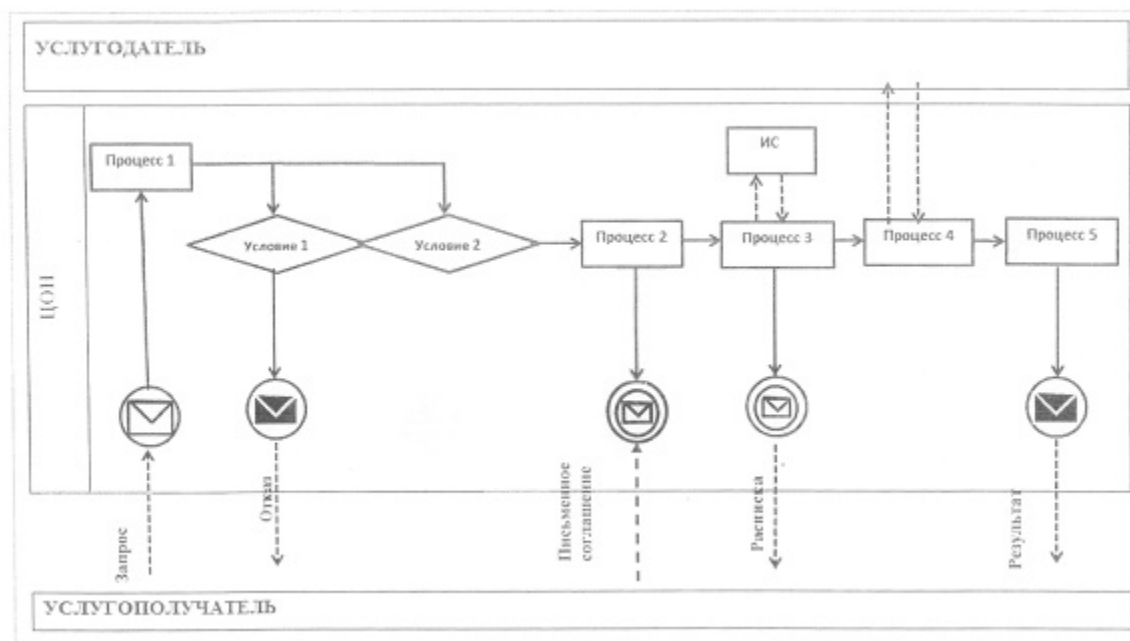 УСЛУГОДАТЕЛЬ
ЦОН
Процесс 1
ИС
Условие 1
Условие 2
Процесс 2
Процесс 3
Процесс 4
Процесс 5
Запрос
Отказ
Письменное
соглашение
Расписка
Результат
УСЛУГОПОЛУЧАТЕЛЬ